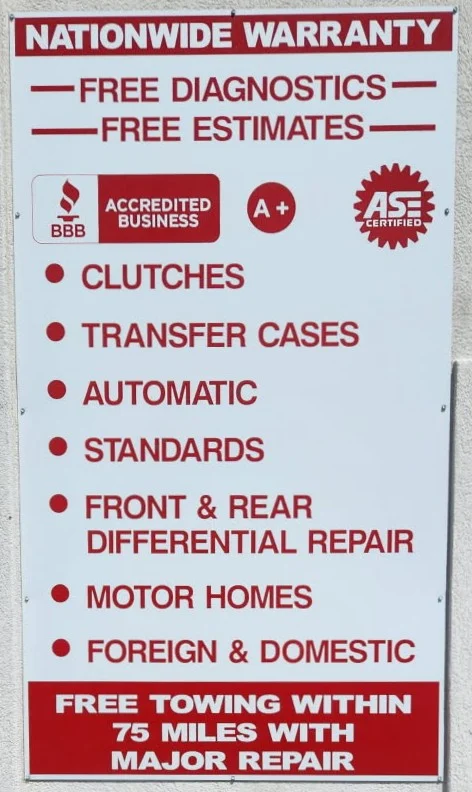 NATIONWIDE WARRANTY
FREE DIAGNOSTICS
FREE ESTIMATES
BBB
ACCREDITED
BUSINESS
A +
ASE
CERTIFIED
• CLUTCHES
• TRANSFER CASES
• AUTOMATIC
• STANDARDS
• FRONT & REAR
DIFFERENTIAL REPAIR
• MOTOR HOMES
• FOREIGN & DOMESTIC
FREE TOWING WITHIN
75 MILES WITH
MAJOR REPAIR